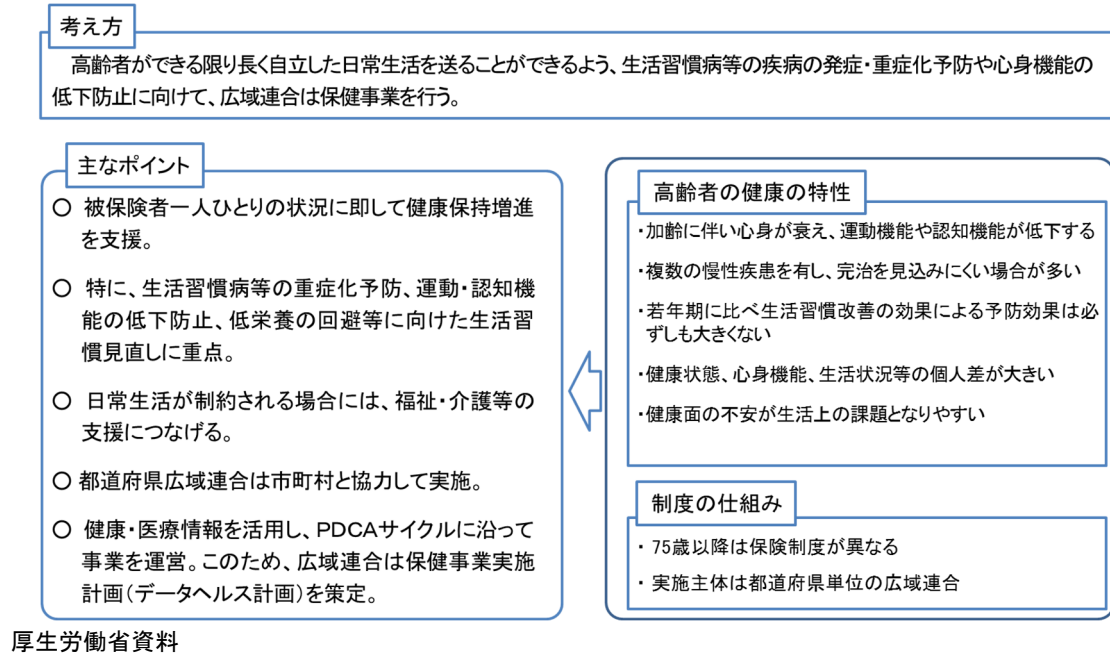 考え方
高齢者ができる限り長く自立した日常生活を送ることができるよう、生活習慣病等の疾病の発症・重症化予防や心身機能の
低下防止に向けて、広域連合は保健事業を行う。
主なポイント
○ 被保険者一人ひとりの状況に即して健康保持増進
を支援。
○ 特に、生活習慣病等の重症化予防、運動・認知機
能の低下防止、低栄養の回避等に向けた生活習
慣見直しに重点。
○ 日常生活が制約される場合には、福祉・介護等の
支援につなげる。
○ 都道府県広域連合は市町村と協力して実施。
○ 健康・医療情報を活用し、PDCAサイクルに沿って
事業を運営。このため、広域連合は保健事業実施
計画(データヘルス計画)を策定。
高齢者の健康の特性
・加齢に伴い心身が衰え、運動機能や認知機能が低下する
・複数の慢性疾患を有し、完治を見込みにくい場合が多い
・若年期に比べ生活習慣改善の効果による予防効果は必
ずしも大きくない
・健康状態、心身機能、生活状況等の個人差が大きい
・健康面の不安が生活上の課題となりやすい
制度の仕組み
・ 75歳以降は保険制度が異なる
・ 実施主体は都道府県単位の広域連合
厚生労働省資料